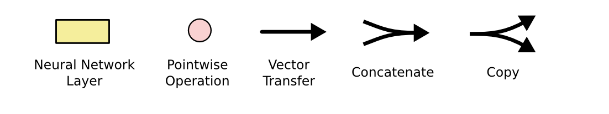 Neural Network
Layer
Pointwise
Operation
Vector
Transfer
Concatenate
Copy